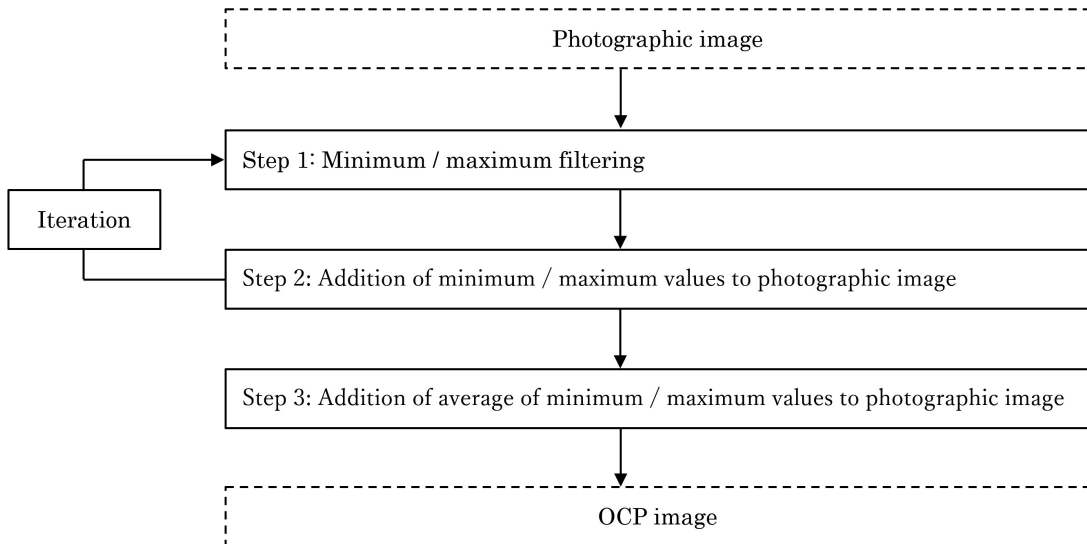 Photographic image
Step 1: Minimum / maximum filtering
Iteration
Step 2: Addition of minimum / maximum values to photographic image
Step 3: Addition of average of minimum / maximum values to photographic image
OCP image